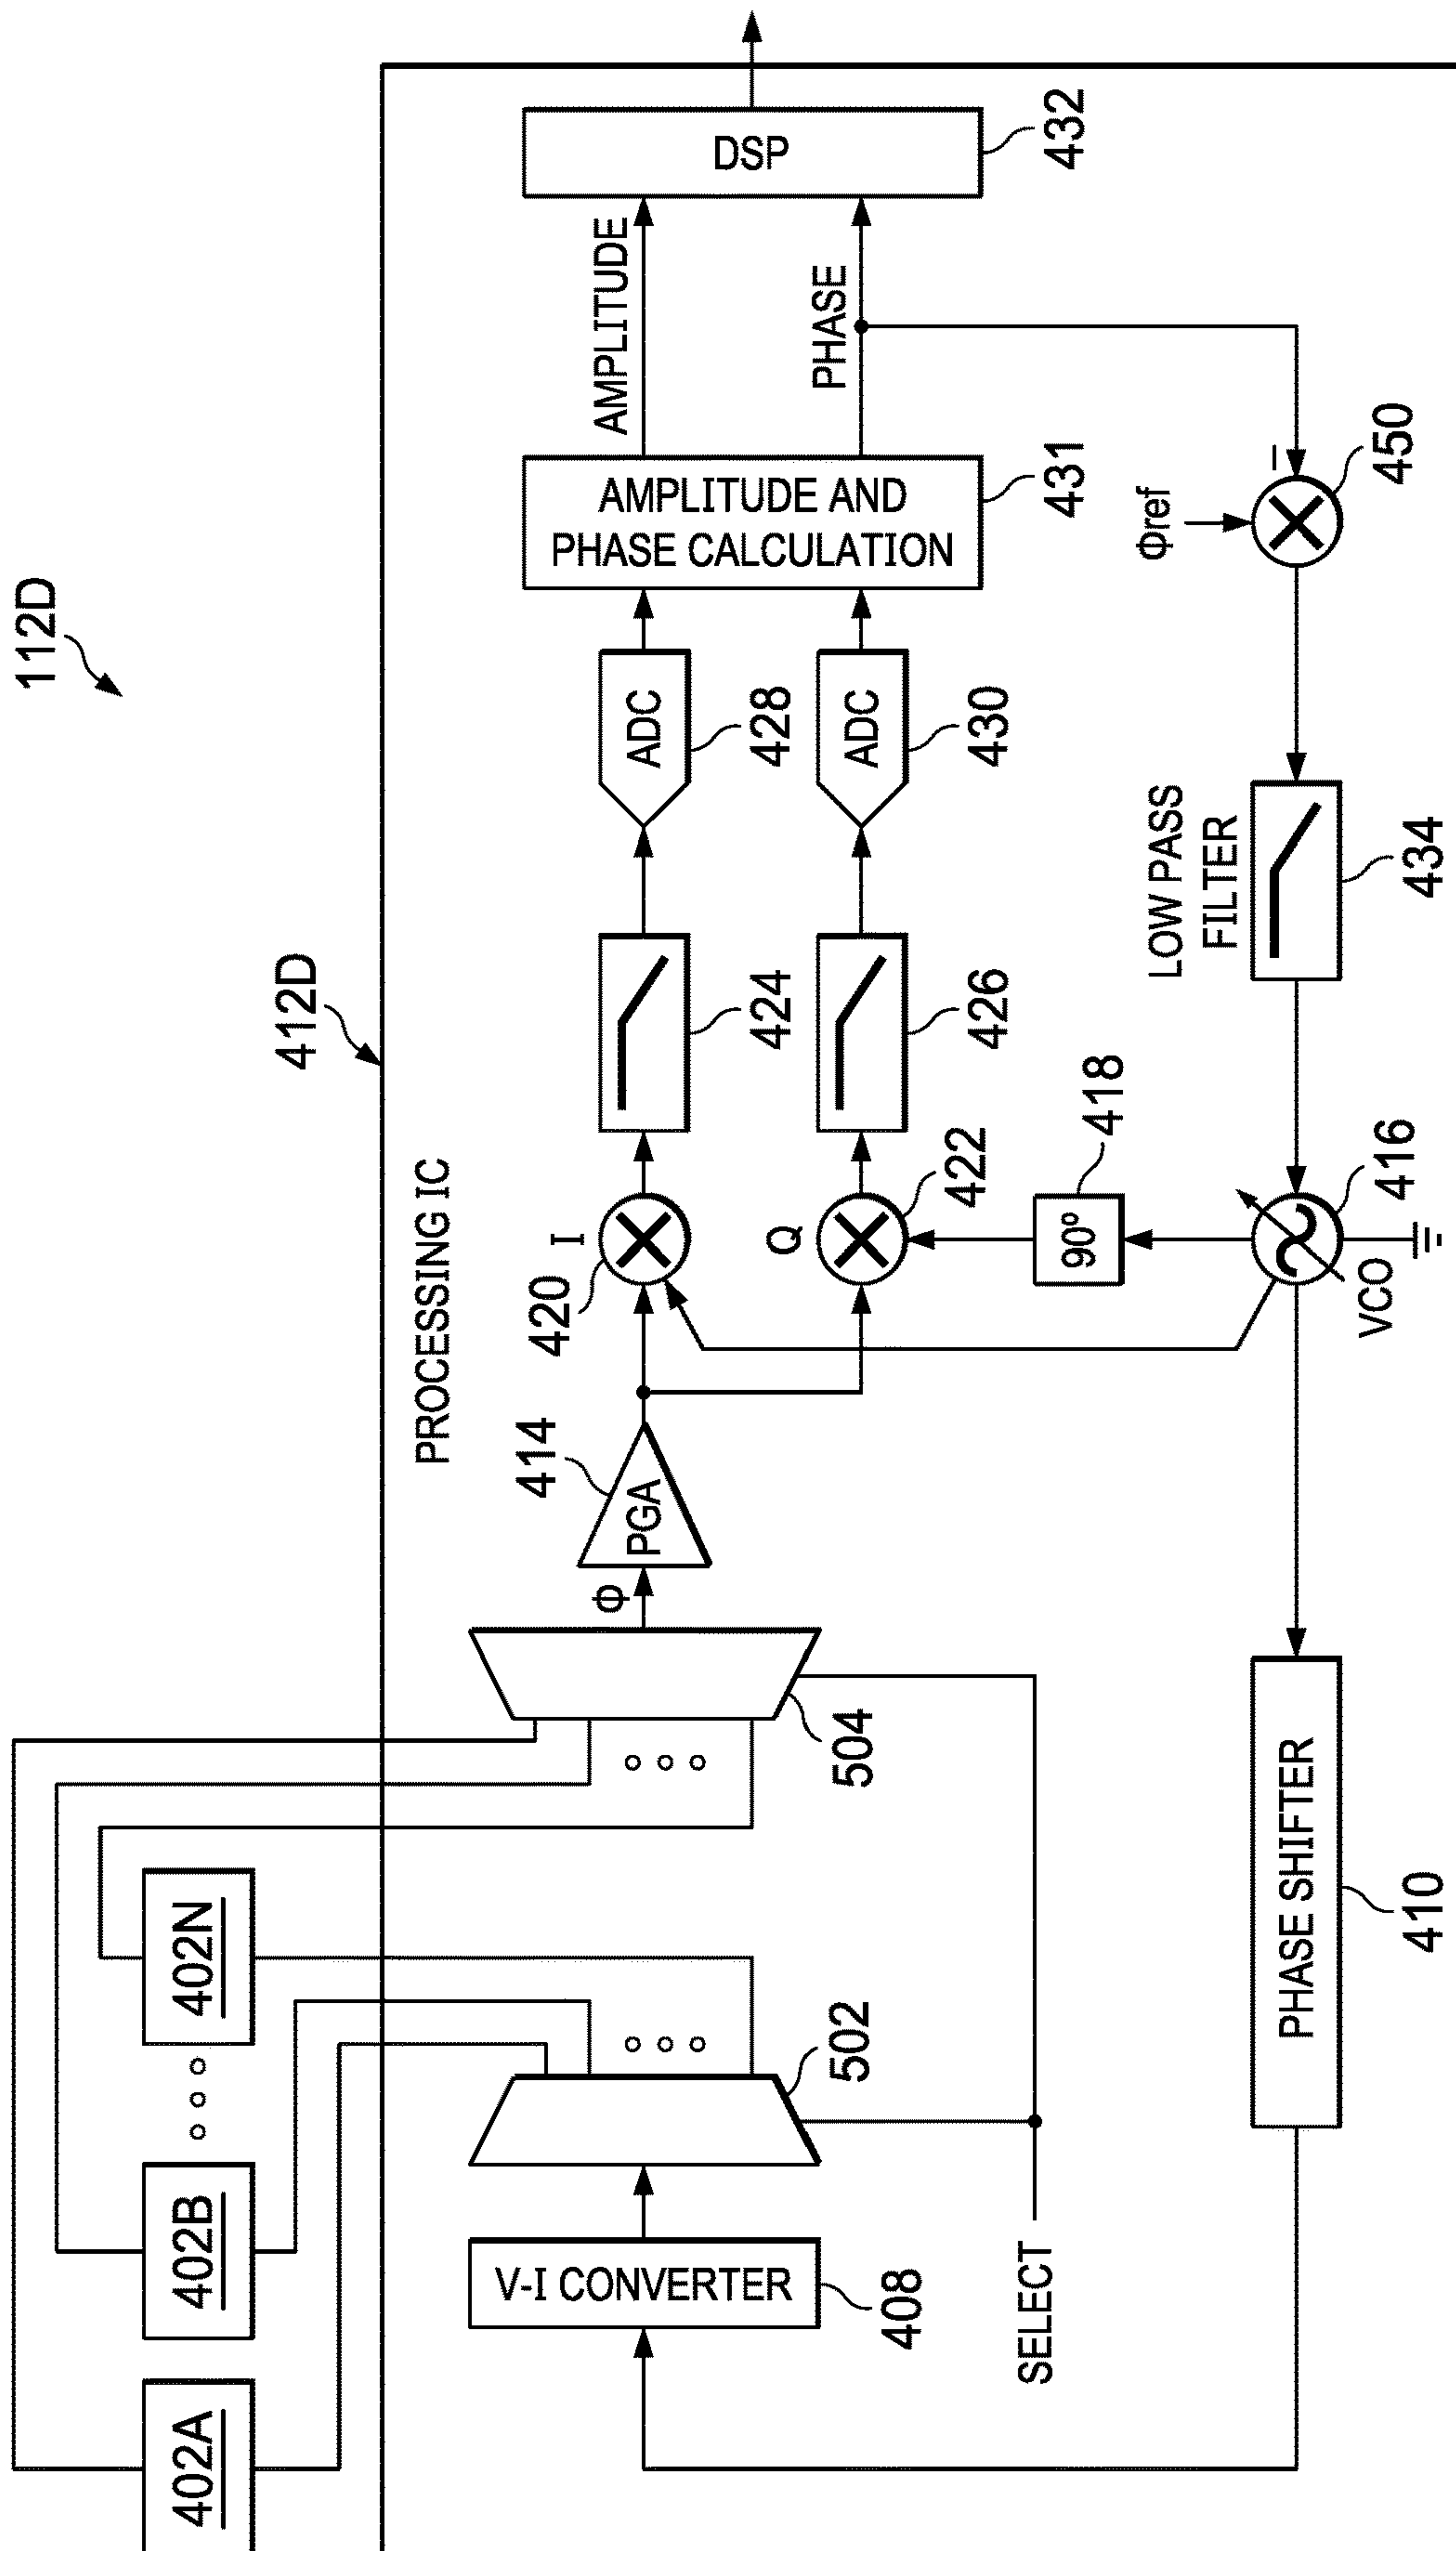 112D
412D
402A
402B
402N
PROCESSING IC
V-I CONVERTER
408
502
504
SELECT
Φ
PGA
414
I
420
Q
422
90º
418
424
426
ADC
428
ADC
430
AMPLITUDE AND
PHASE CALCULATION
431
AMPLITUDE
PHASE
DSP
432
Φref
−
450
LOW PASS
FILTER
434
VCO
416
PHASE SHIFTER
410